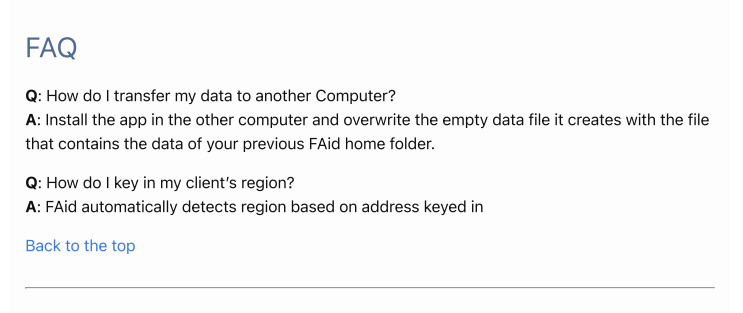 FAQ
Q: How do I transfer my data to another Computer?
A: Install the app in the other computer and overwrite the empty data file it creates with the file
that contains the data of your previous FAid home folder.
Q: How do I key in my client’s region?
A: FAid automatically detects region based on address keyed in
Back to the top